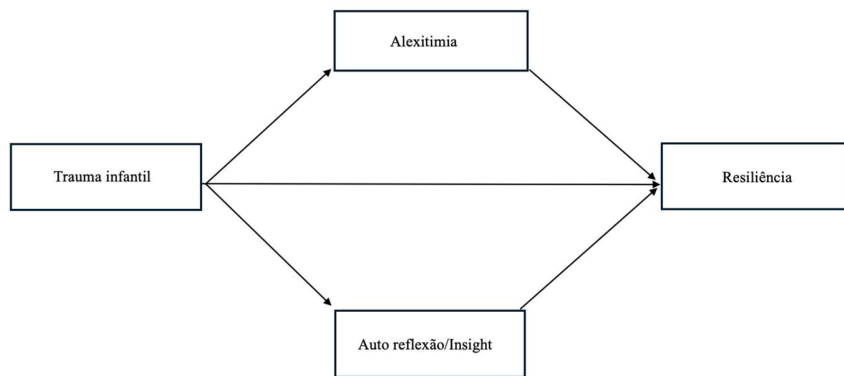 Alexitimia
Trauma infantil
Resiliência
Auto reflexão/Insight